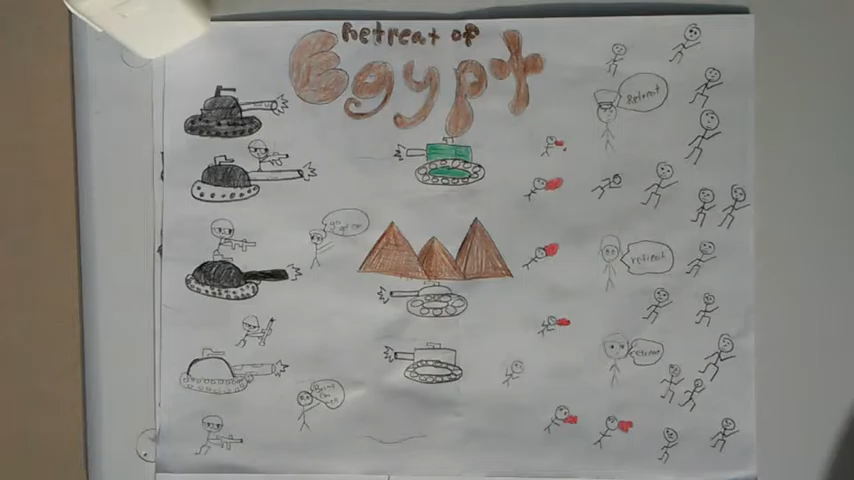 Retreat of
Egypt
Retreat
retreat
retreat